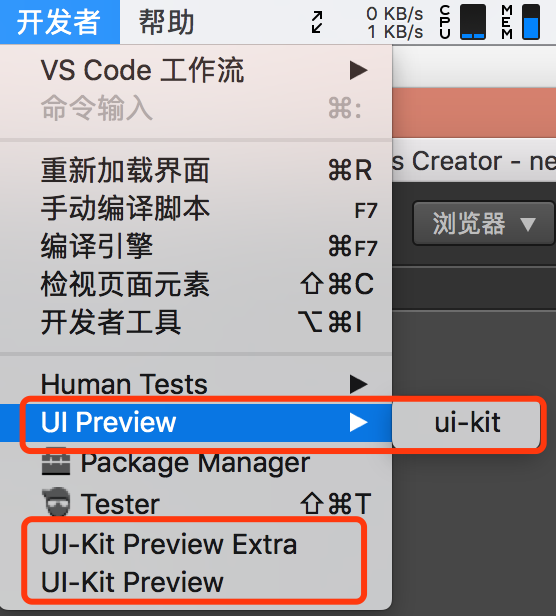 开发者 帮助 0 KB/s 1 KB/s CPU MEM
VS Code 工作流
命令输入 ⌘:
s Creator - ne
重新加载界面 ⌘R
手动编译脚本 F7
浏览器
编译引擎 ⌘F7
检视页面元素 ⇧⌘C
开发者工具 ⌥⌘I
Human Tests
UI Preview ui-kit
Package Manager
Tester ⇧⌘T
UI-Kit Preview Extra
UI-Kit Preview